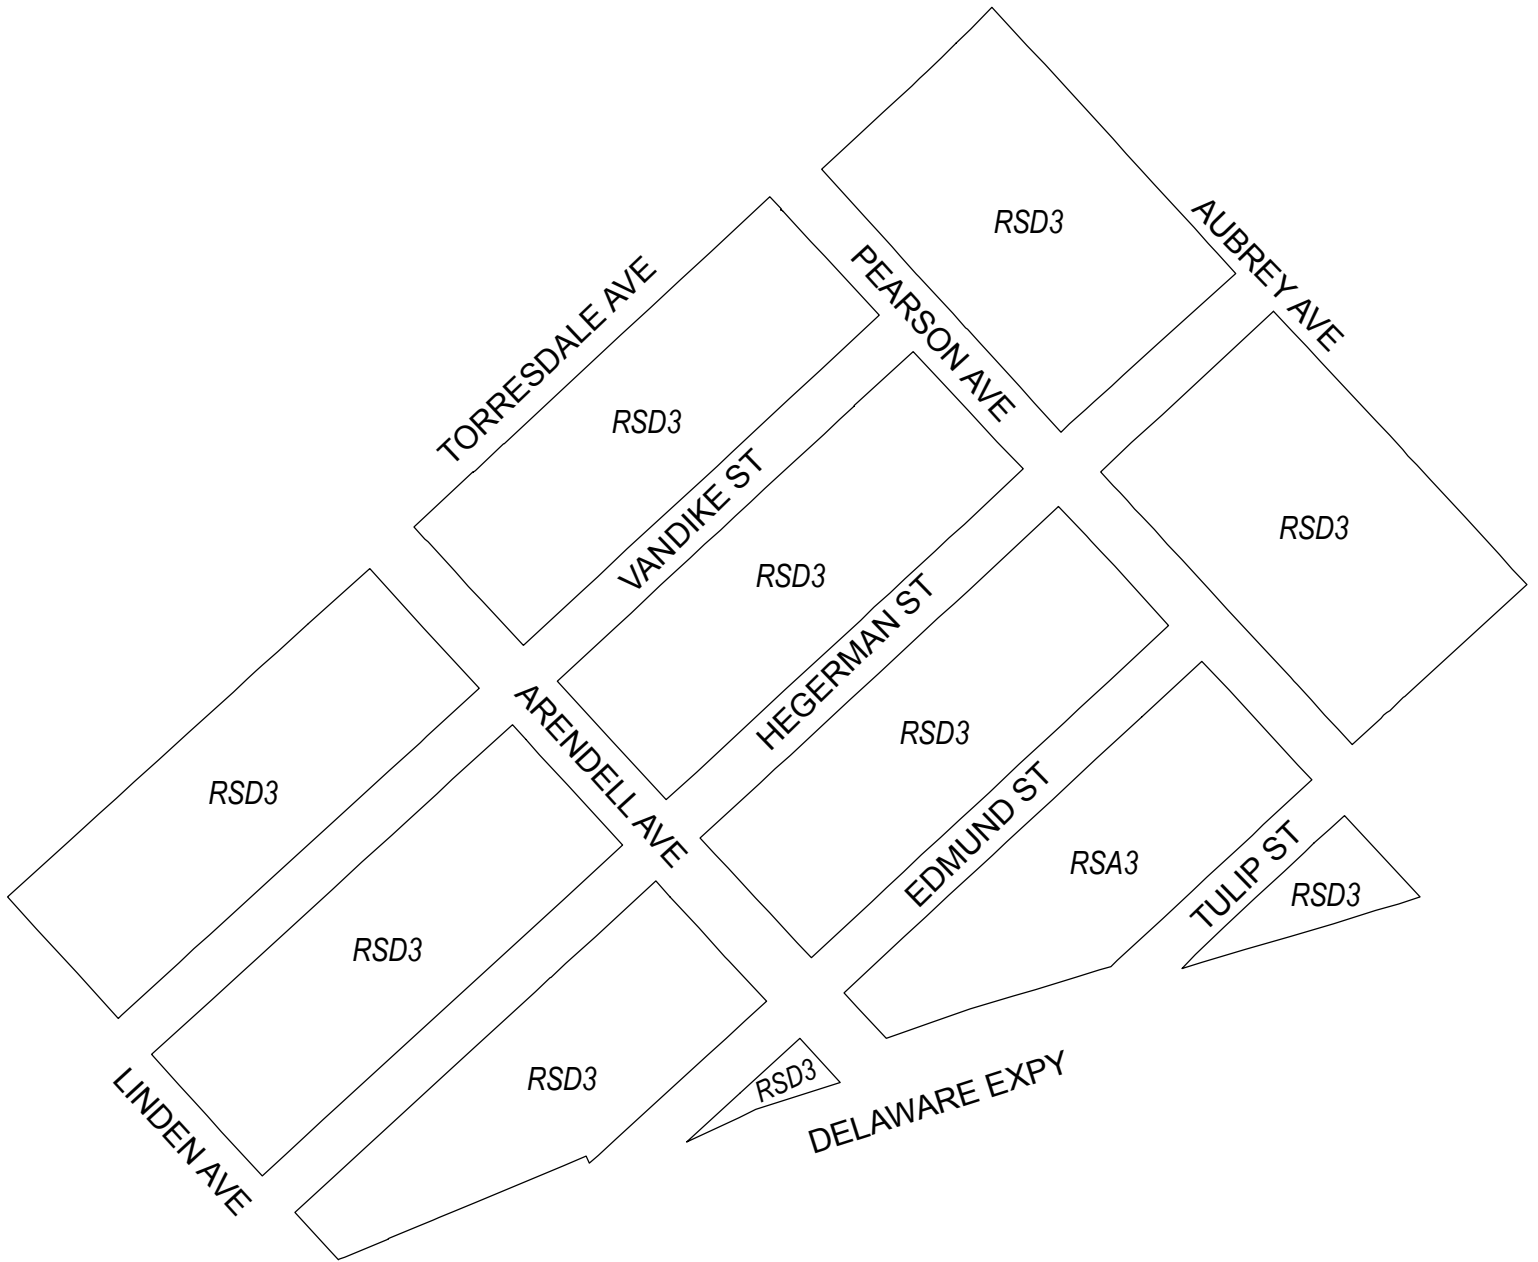 RSD3
AUBREY AVE
PEARSON AVE
TORRESDALE AVE
RSD3
VANDIKE ST
RSD3
RSD3
HEGERMAN ST
RSD3
ARENDELL AVE
RSD3
EDMUND ST
RSA3
TULIP ST
RSD3
RSD3
RSD3
LINDEN AVE
RSD3
DELAWARE EXPY